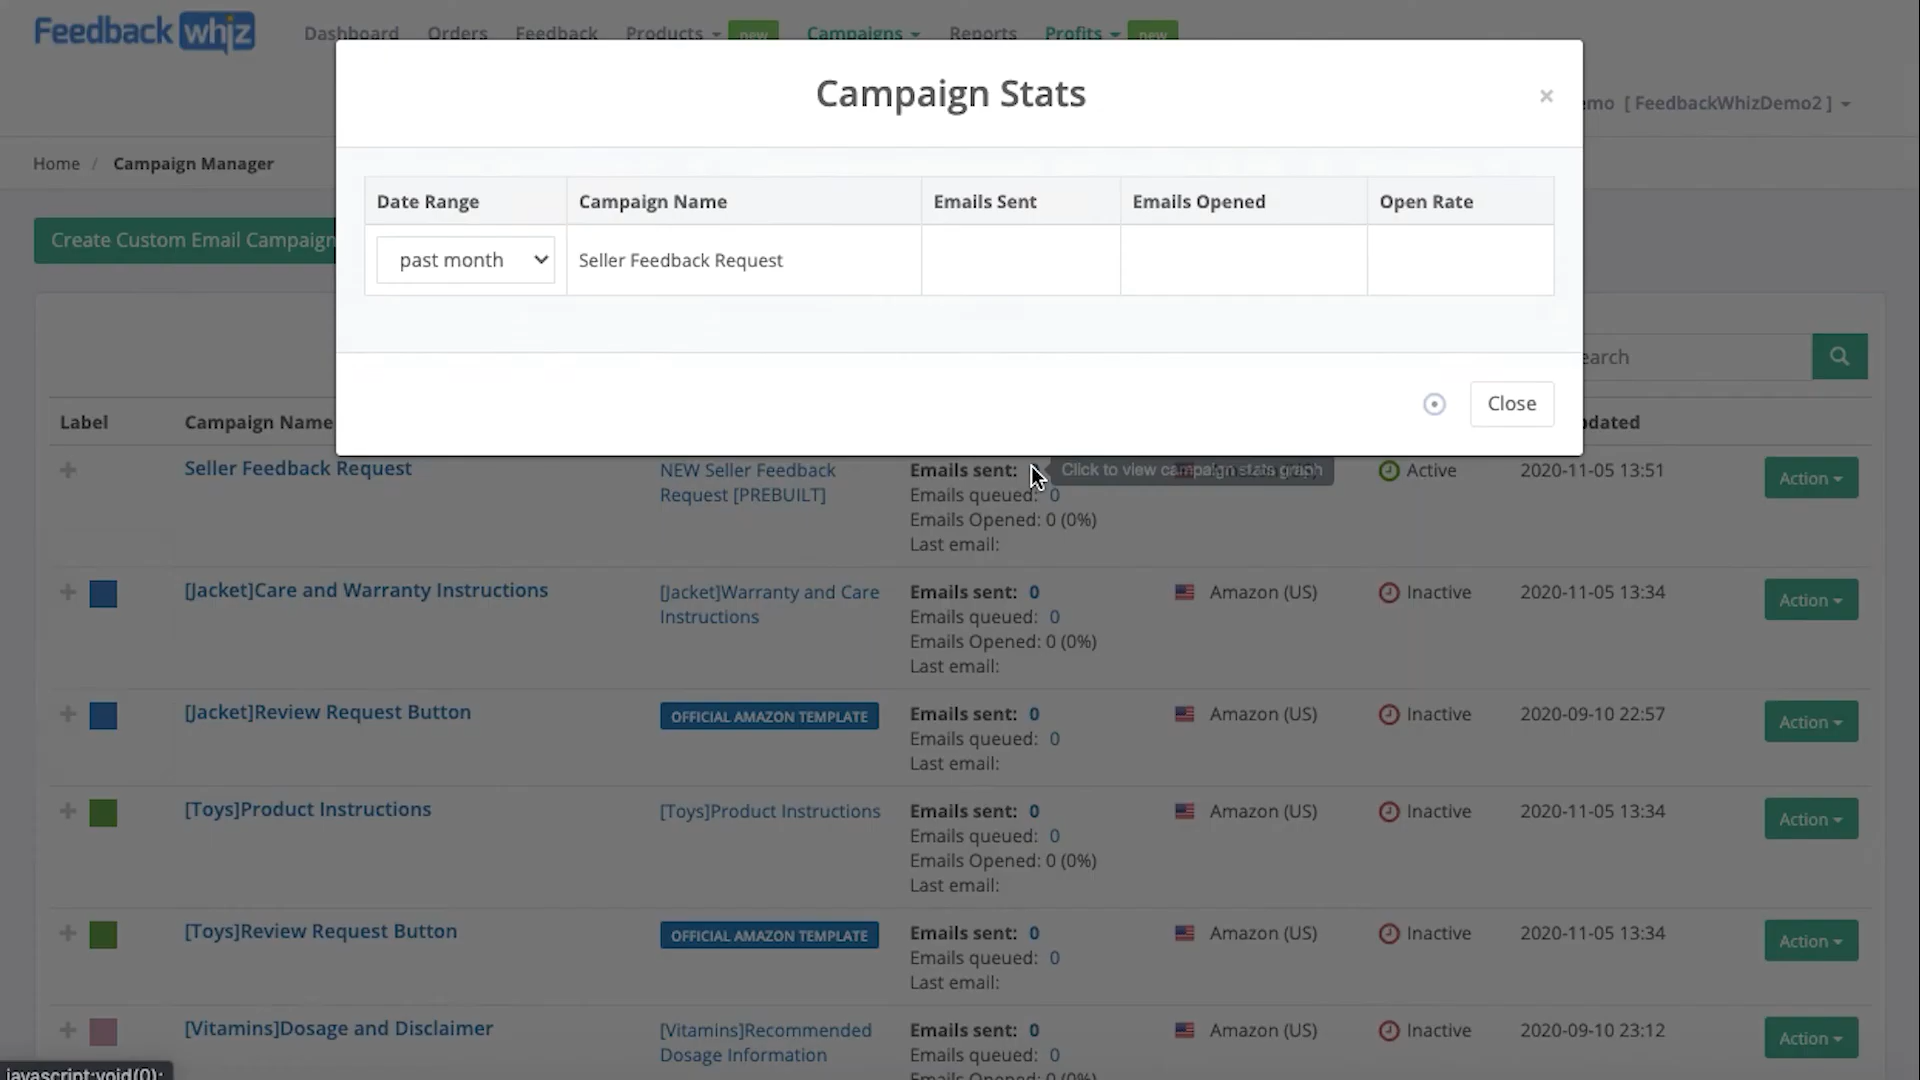 Feedback whiz
Dashboard Orders Feedback Products new Campaigns Reports Profits new
Campaign Stats
×
emo [ FeedbackWhizDemo2 ]
Home / Campaign Manager
Date Range Campaign Name Emails Sent Emails Opened Open Rate
past month Seller Feedback Request
Create Custom Email Campaign
earch
Close
Label Campaign Name dated
Seller Feedback Request NEW Seller Feedback Request [PREBUILT] Emails sent: Click to view campaign stats graph Active 2020-11-05 13:51 Action
Emails queued: 0
Emails Opened: 0 (0%)
Last email:
[Jacket]Care and Warranty Instructions [Jacket]Warranty and Care Instructions Emails sent: 0 Amazon (US) Inactive 2020-11-05 13:34 Action
Emails queued: 0
Emails Opened: 0 (0%)
Last email:
[Jacket]Review Request Button OFFICIAL AMAZON TEMPLATE Emails sent: 0 Amazon (US) Inactive 2020-09-10 22:57 Action
Emails queued: 0
Last email:
[Toys]Product Instructions [Toys]Product Instructions Emails sent: 0 Amazon (US) Inactive 2020-11-05 13:34 Action
Emails queued: 0
Emails Opened: 0 (0%)
Last email:
[Toys]Review Request Button OFFICIAL AMAZON TEMPLATE Emails sent: 0 Amazon (US) Inactive 2020-11-05 13:34 Action
Emails queued: 0
Last email:
[Vitamins]Dosage and Disclaimer [Vitamins]Recommended Dosage Information Emails sent: 0 Amazon (US) Inactive 2020-09-10 23:12 Action
Emails queued: 0
Emails Opened: 0 (0%)
javascript:void(0);